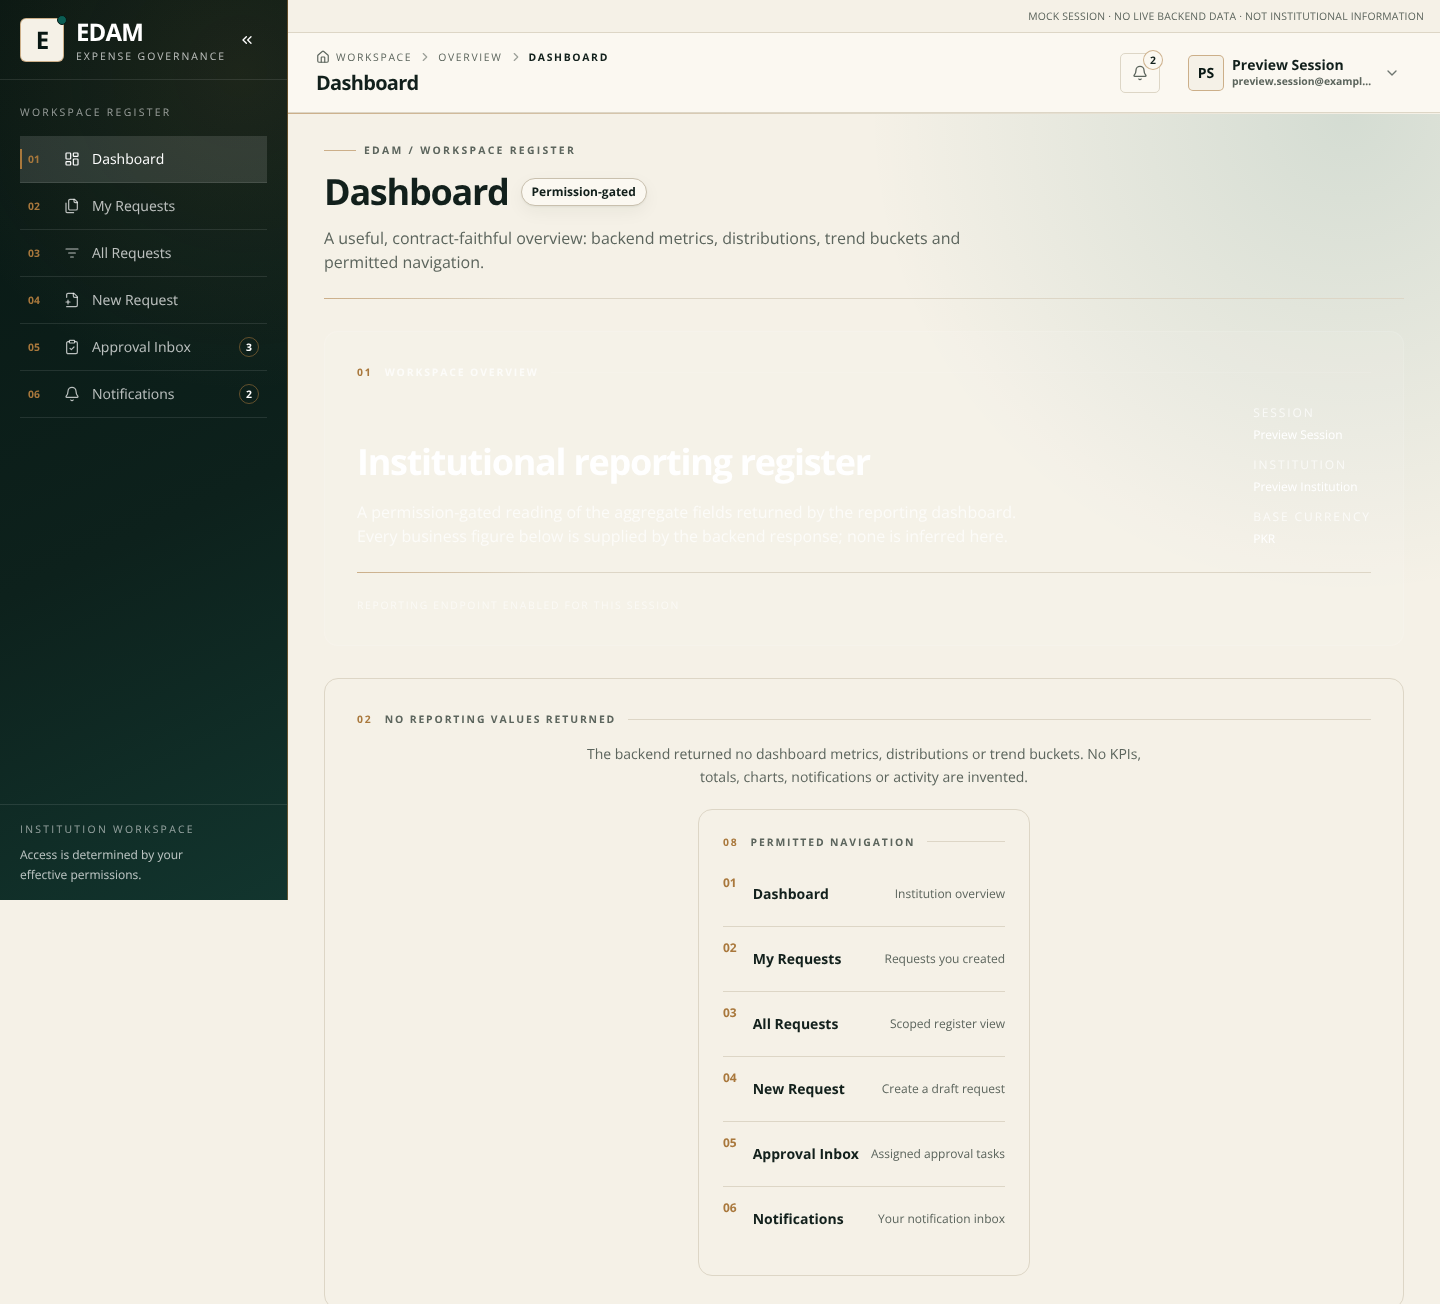 MOCK SESSION · NO LIVE BACKEND DATA · NOT INSTITUTIONAL INFORMATION
E
EDAM
EXPENSE GOVERNANCE
WORKSPACE REGISTER
01 Dashboard
02 My Requests
03 All Requests
04 New Request
05 Approval Inbox 3
06 Notifications 2
INSTITUTION WORKSPACE
Access is determined by your
effective permissions.
WORKSPACE OVERVIEW DASHBOARD
Dashboard
2
PS
Preview Session
preview.session@exampl...
EDAM / WORKSPACE REGISTER
Dashboard Permission-gated
A useful, contract-faithful overview: backend metrics, distributions, trend buckets and
permitted navigation.
01 WORKSPACE OVERVIEW
Institutional reporting register
A permission-gated reading of the aggregate fields returned by the reporting dashboard.
Every business figure below is supplied by the backend response; none is inferred here.
SESSION
Preview Session
INSTITUTION
Preview Institution
BASE CURRENCY
PKR
REPORTING ENDPOINT ENABLED FOR THIS SESSION
02 NO REPORTING VALUES RETURNED
The backend returned no dashboard metrics, distributions or trend buckets. No KPIs,
totals, charts, notifications or activity are invented.
08 PERMITTED NAVIGATION
01 Dashboard Institution overview
02 My Requests Requests you created
03 All Requests Scoped register view
04 New Request Create a draft request
05 Approval Inbox Assigned approval tasks
06 Notifications Your notification inbox